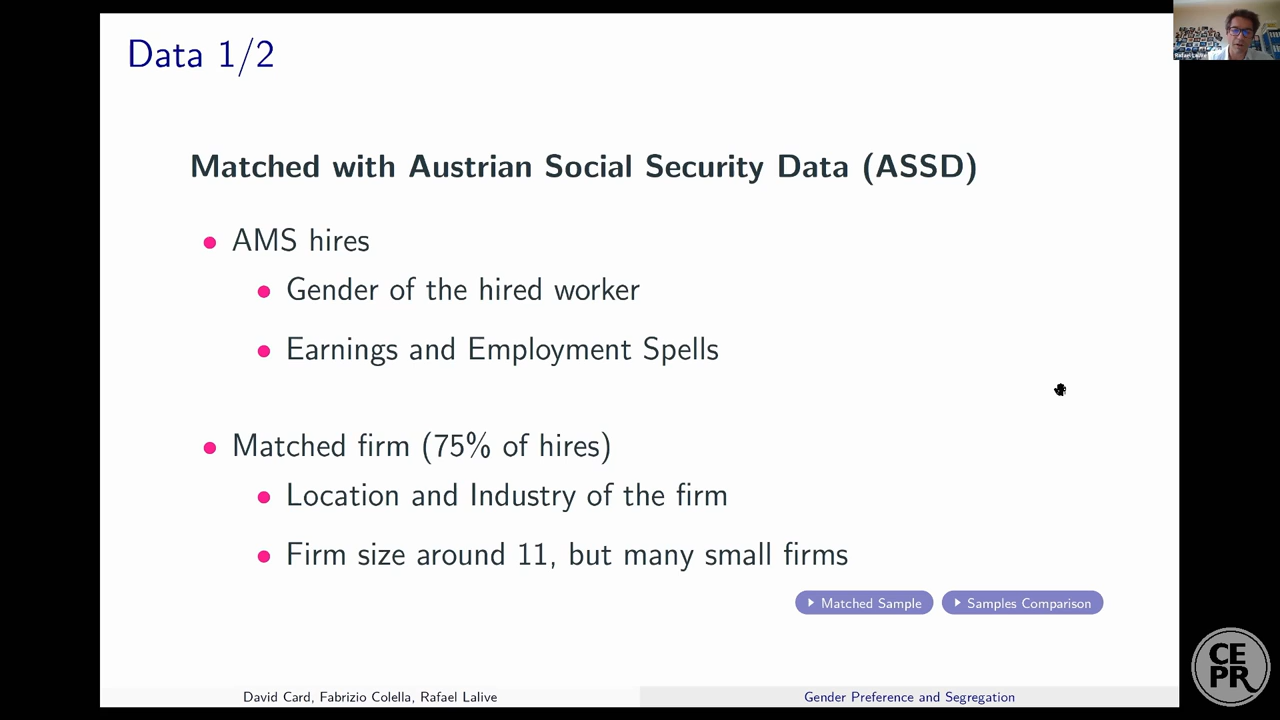 Data 1/2
Rafael Lalive
Matched with Austrian Social Security Data (ASSD)
AMS hires
Gender of the hired worker
Earnings and Employment Spells
Matched firm (75% of hires)
Location and Industry of the firm
Firm size around 11, but many small firms
Matched Sample
Samples Comparison
David Card, Fabrizio Colella, Rafael Lalive
Gender Preference and Segregation
CE
PR